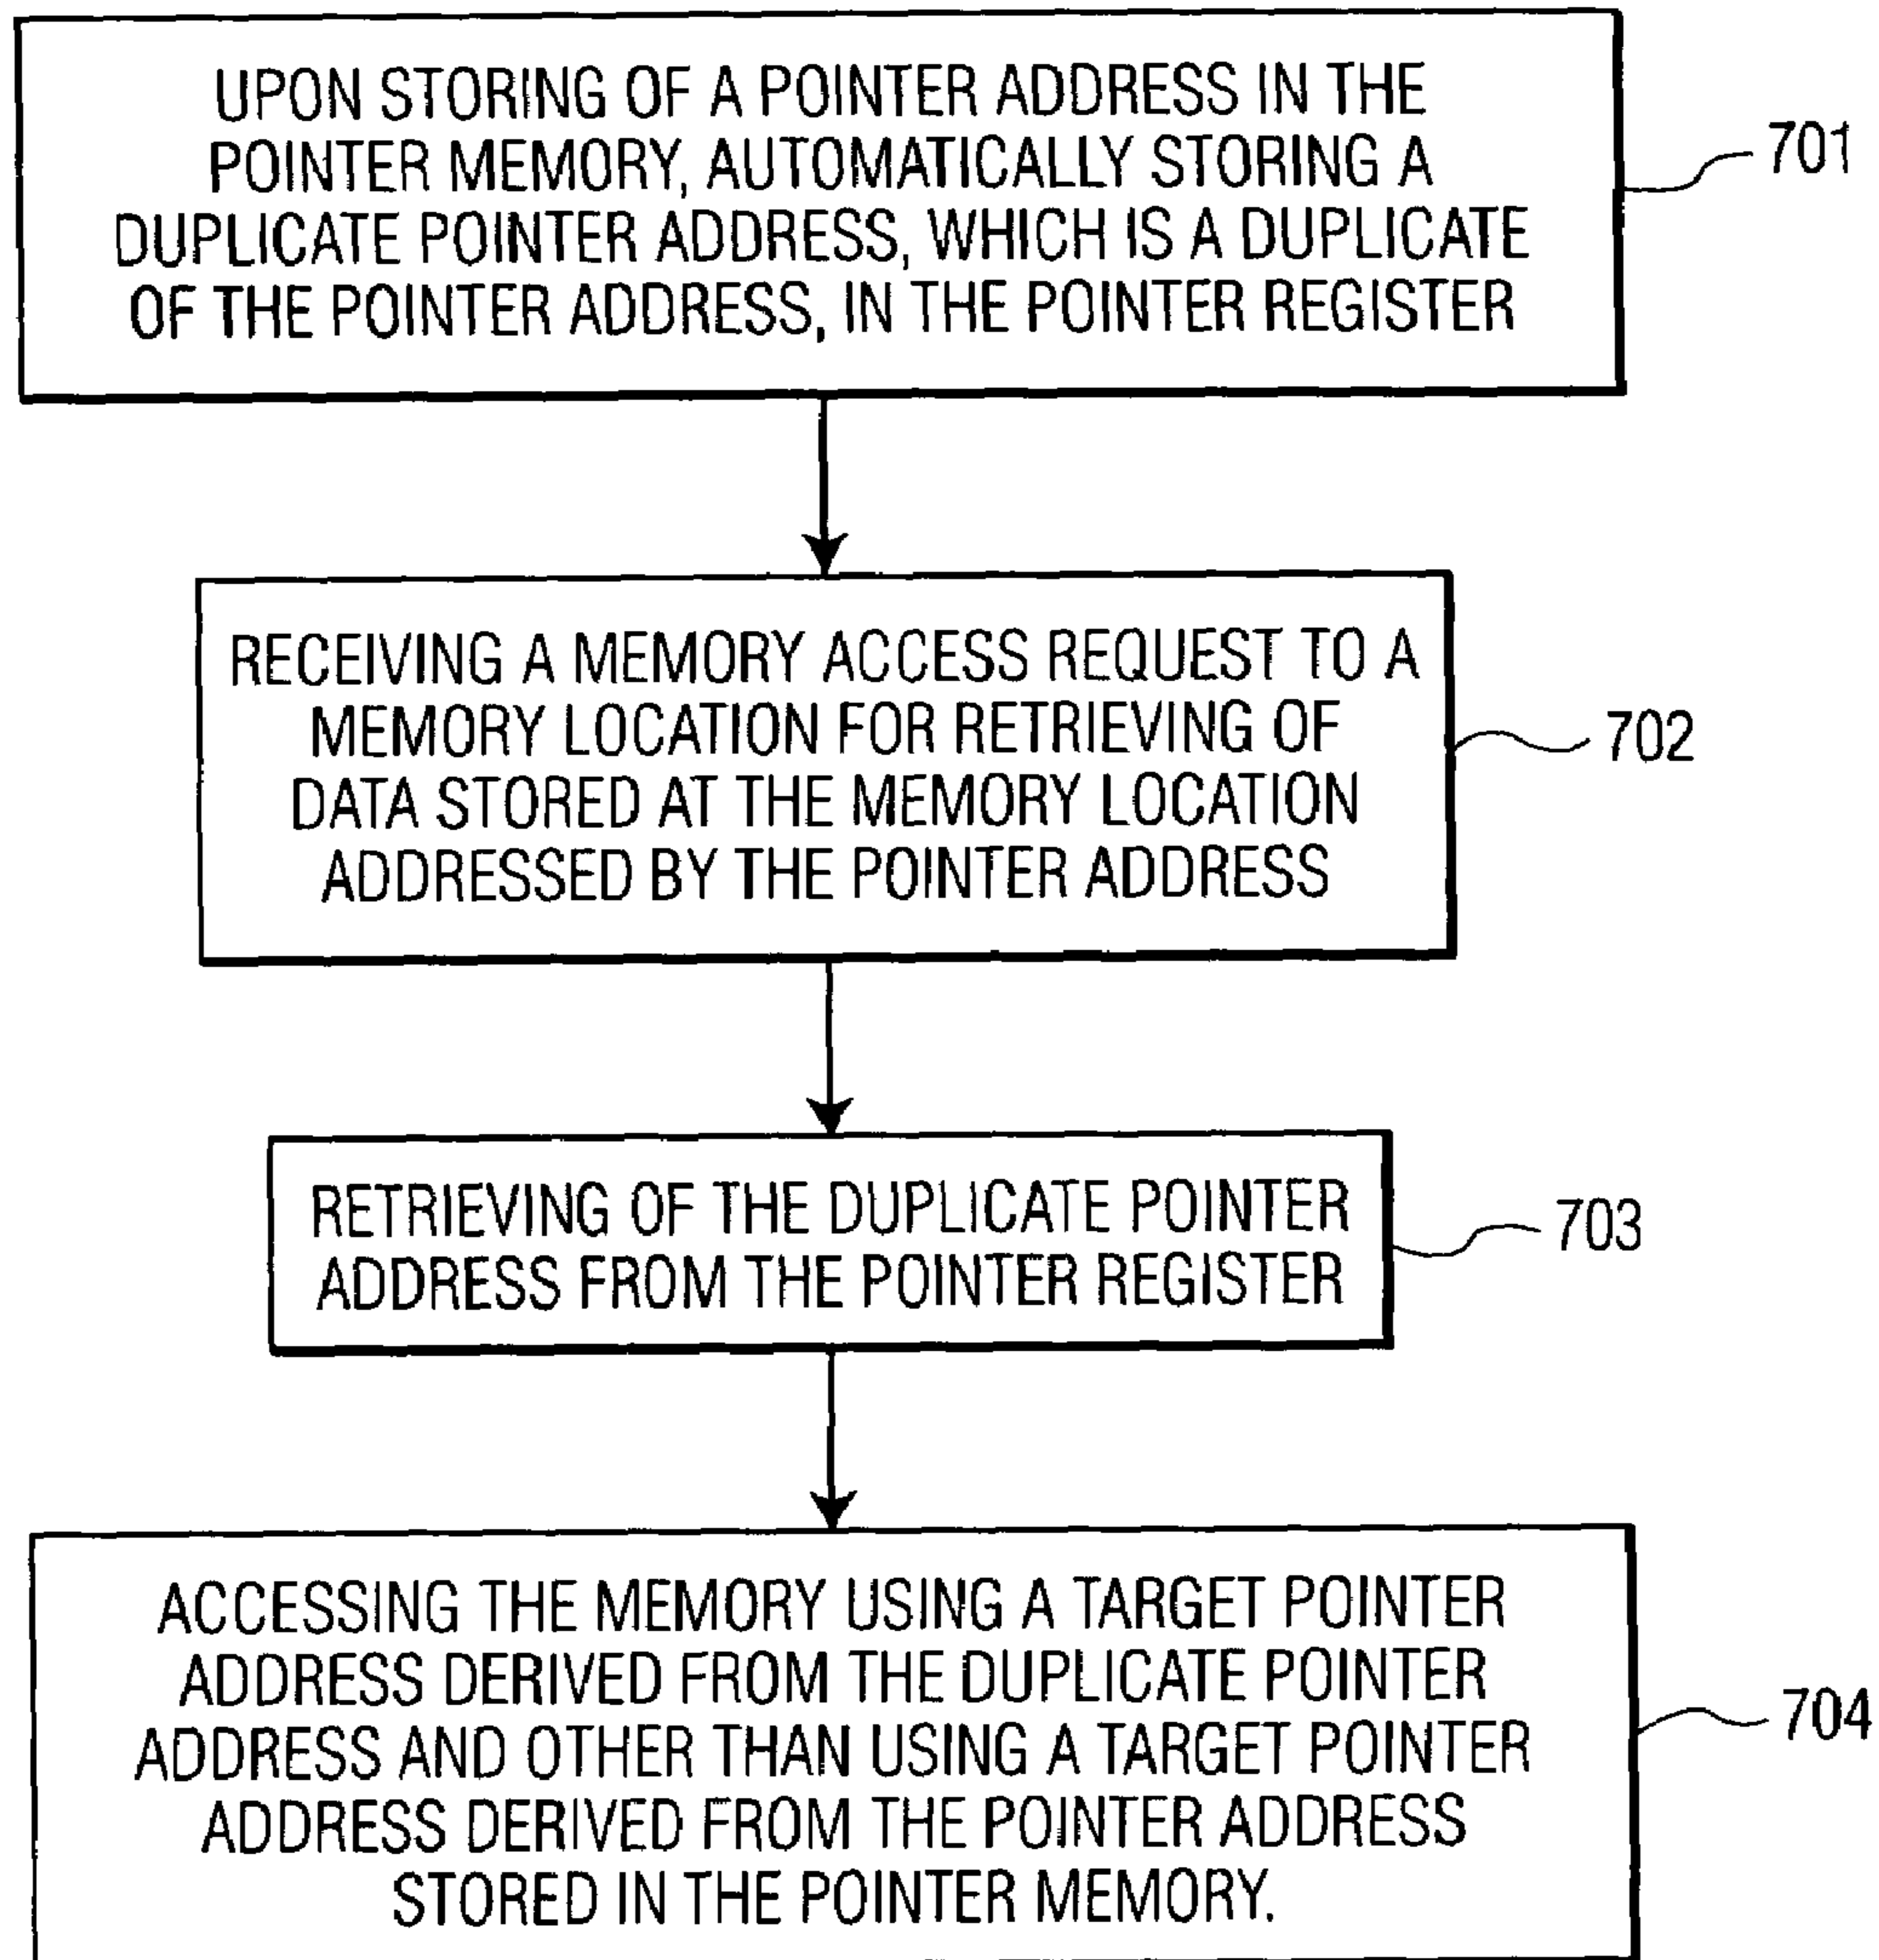 UPON STORING OF A POINTER ADDRESS IN THE
POINTER MEMORY, AUTOMATICALLY STORING A
DUPLICATE POINTER ADDRESS, WHICH IS A DUPLICATE
OF THE POINTER ADDRESS, IN THE POINTER REGISTER
701
RECEIVING A MEMORY ACCESS REQUEST TO A
MEMORY LOCATION FOR RETRIEVING OF
DATA STORED AT THE MEMORY LOCATION
ADDRESSED BY THE POINTER ADDRESS
702
RETRIEVING OF THE DUPLICATE POINTER
ADDRESS FROM THE POINTER REGISTER
703
ACCESSING THE MEMORY USING A TARGET POINTER
ADDRESS DERIVED FROM THE DUPLICATE POINTER
ADDRESS AND OTHER THAN USING A TARGET POINTER
ADDRESS DERIVED FROM THE POINTER ADDRESS
STORED IN THE POINTER MEMORY.
704